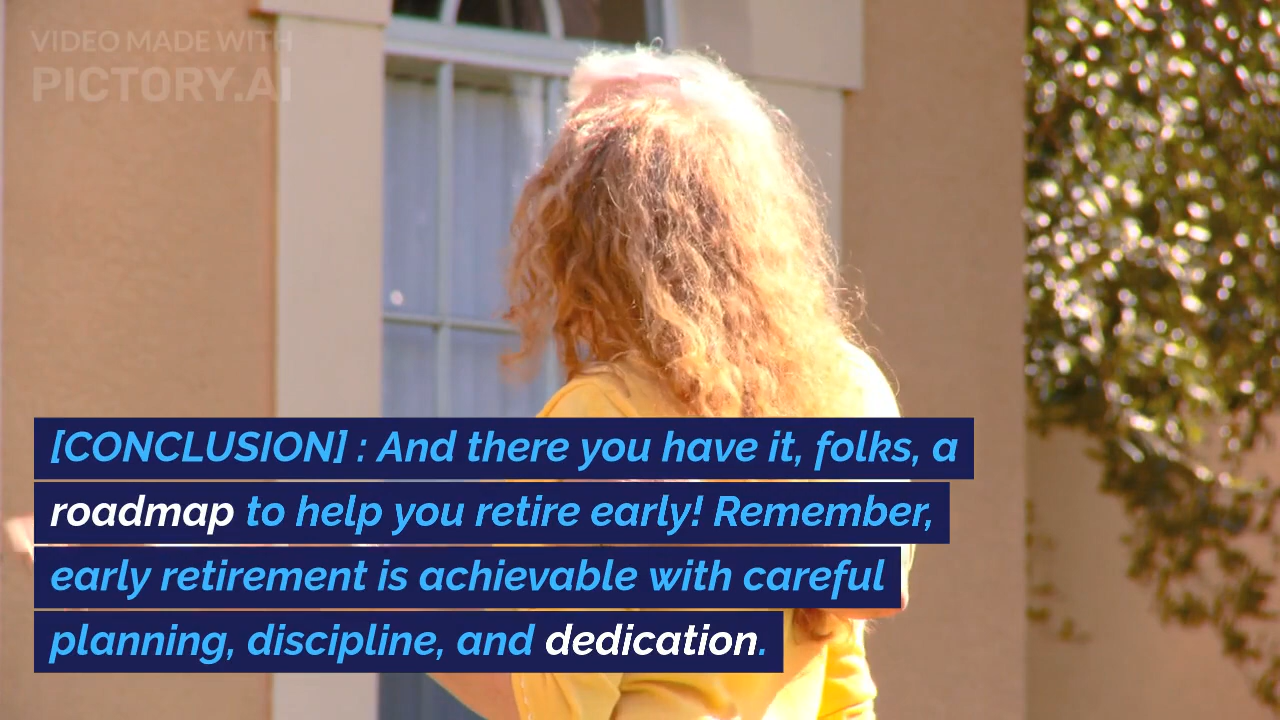 VIDEO MADE WITH
PICTORY.AI
[CONCLUSION] : And there you have it, folks, a
roadmap to help you retire early! Remember,
early retirement is achievable with careful
planning, discipline, and dedication.